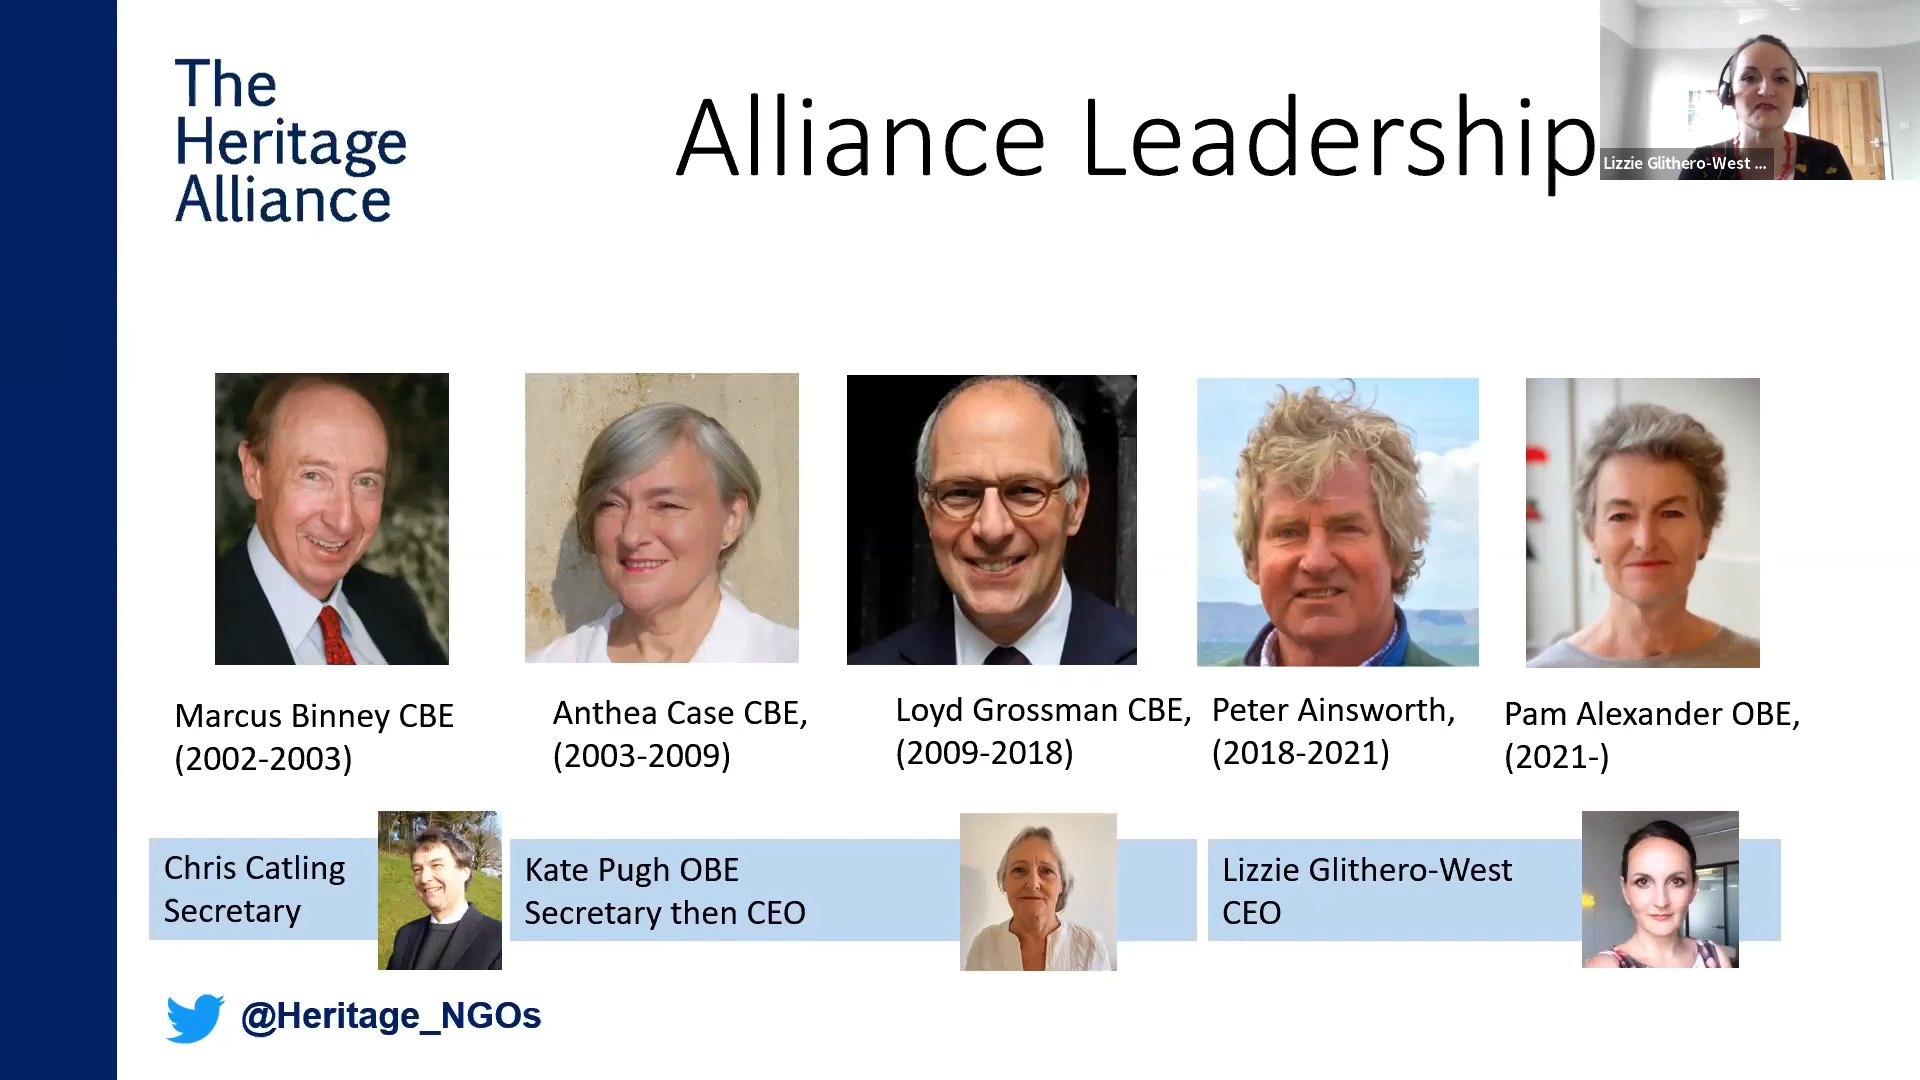 The
Heritage
Alliance
Alliance Leadership
Lizzie Glithero-West ...
Marcus Binney CBE
(2002-2003)
Anthea Case CBE,
(2003-2009)
Loyd Grossman CBE,
(2009-2018)
Peter Ainsworth,
(2018-2021)
Pam Alexander OBE,
(2021-)
Chris Catling
Secretary
Kate Pugh OBE
Secretary then CEO
Lizzie Glithero-West
CEO
@Heritage_NGOs